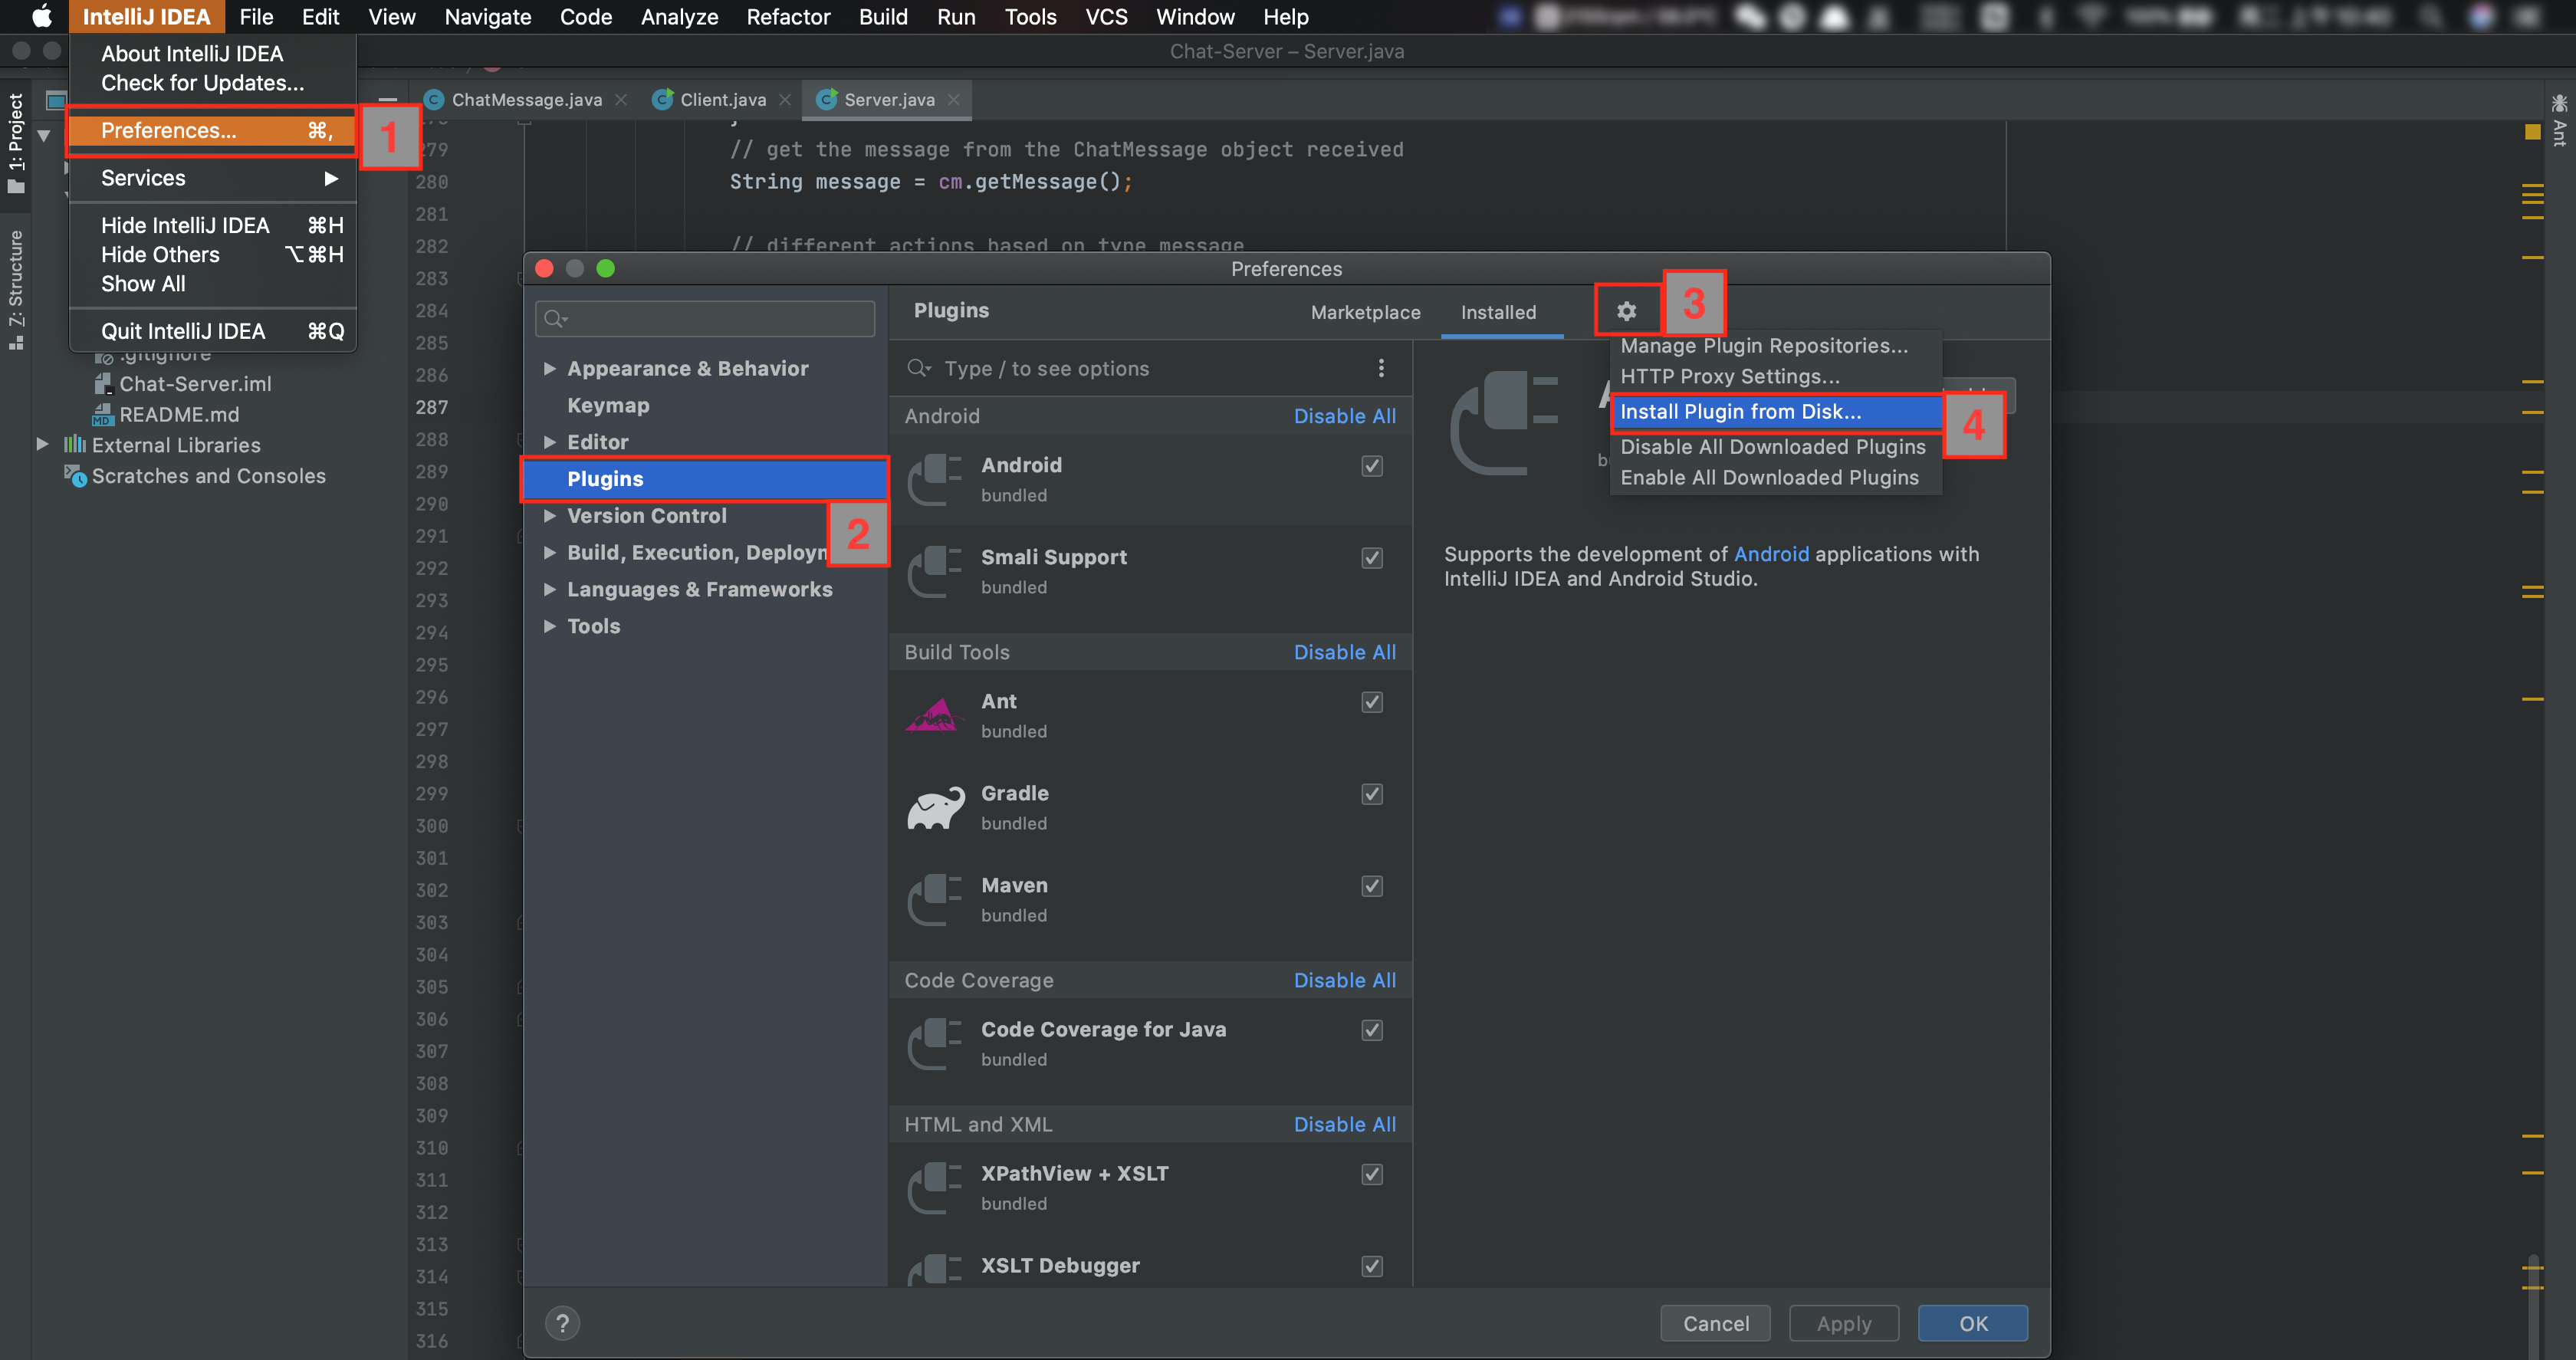 IntelliJ IDEA File Edit View Navigate Code Analyze Refactor Build Run Tools VCS Window Help
Chat-Server – Server.java
About IntelliJ IDEA
Check for Updates...
Preferences... ⌘,
1
Services
Hide IntelliJ IDEA ⌘H
Hide Others ⌥⌘H
Show All
Quit IntelliJ IDEA ⌘Q
1: Project
Z: Structure
.gitignore
Chat-Server.iml
MD README.md
External Libraries
Scratches and Consoles
ChatMessage.java Client.java Server.java
Ant
279 // get the message from the ChatMessage object received
280 String message = cm.getMessage();
281
282 // different actions based on type message
283
284
285
286
287
288
289
290
291
292
293
294
295
296
297
298
299
300
301
302
303
304
305
306
307
308
309
310
311
312
313
314
315
316
Preferences
Appearance & Behavior
Keymap
Editor
Plugins
2
Version Control
Build, Execution, Deployn
Languages & Frameworks
Tools
Plugins Marketplace Installed
3
Type / to see options
Manage Plugin Repositories...
HTTP Proxy Settings...
Install Plugin from Disk...
4
Disable All Downloaded Plugins
Enable All Downloaded Plugins
Android Disable All
Android
bundled
Smali Support
bundled
Build Tools Disable All
Ant
bundled
Gradle
bundled
Maven
bundled
Code Coverage Disable All
Code Coverage for Java
bundled
HTML and XML Disable All
XPathView + XSLT
bundled
XSLT Debugger
Supports the development of Android applications with
IntelliJ IDEA and Android Studio.
? Cancel Apply OK